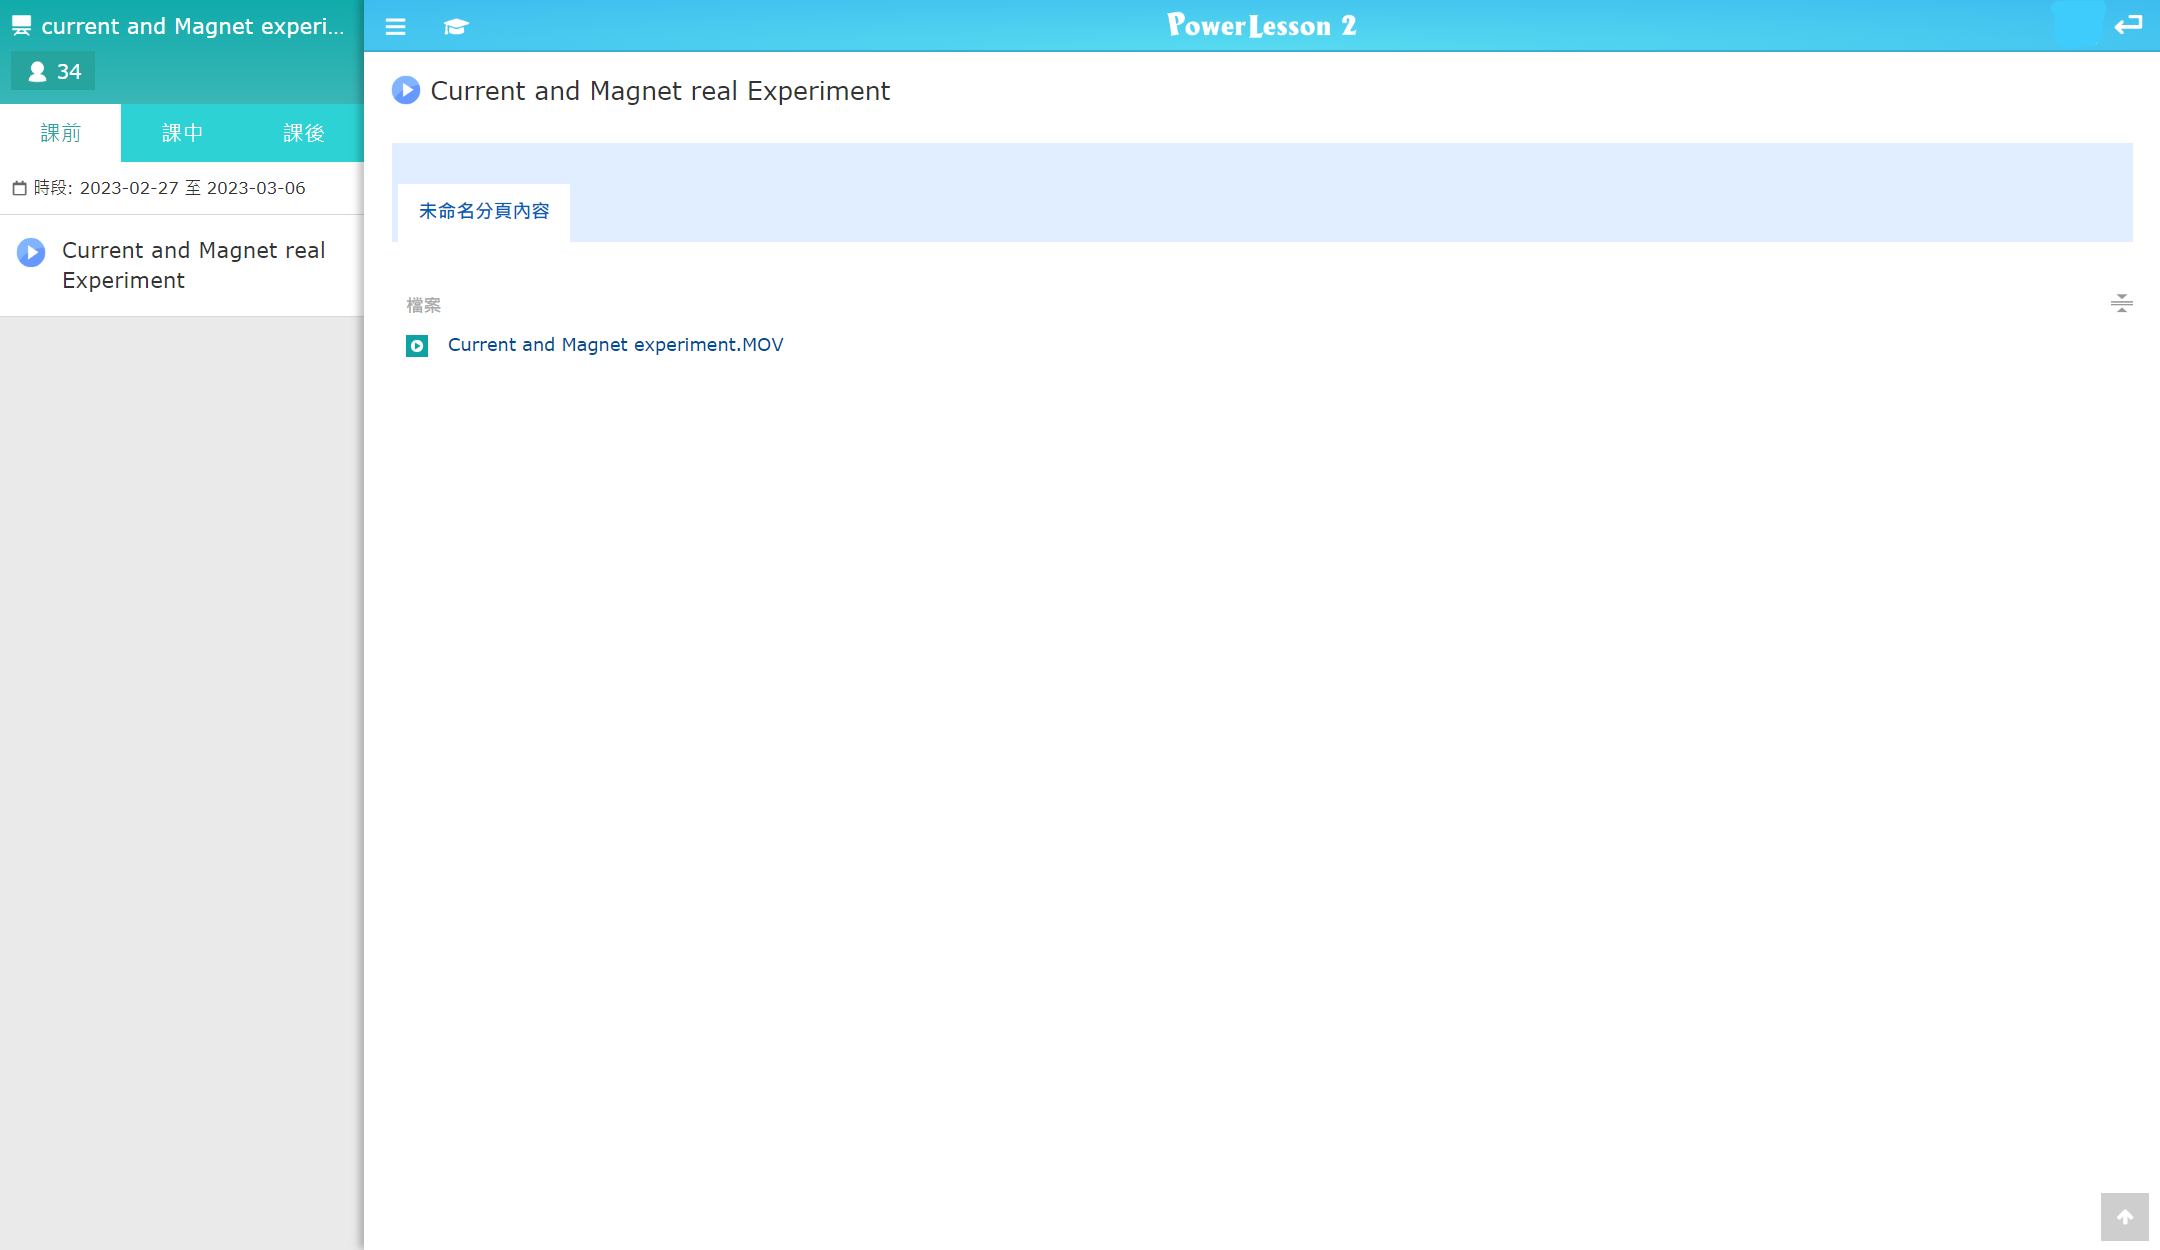 current and Magnet experi...
34
課前 課中 課後
時段: 2023-02-27 至 2023-03-06
Current and Magnet real
Experiment
PowerLesson 2
Current and Magnet real Experiment
未命名分頁內容
檔案
Current and Magnet experiment.MOV